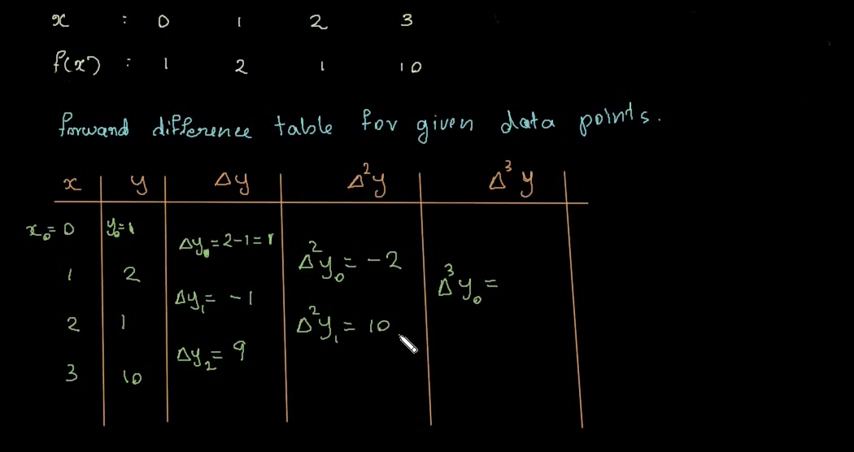 x : 0 1 2 3
f(x) : 1 2 1 10
forward difference table for given data points.
x y Δy Δ²y Δ³y
x₀=0 y₀=1
Δy₀=2-1=1
Δ²y₀=-2
1 2
Δ³y₀=
Δy₁=-1
2 1
Δ²y₁=10
Δy₂=9
3 10